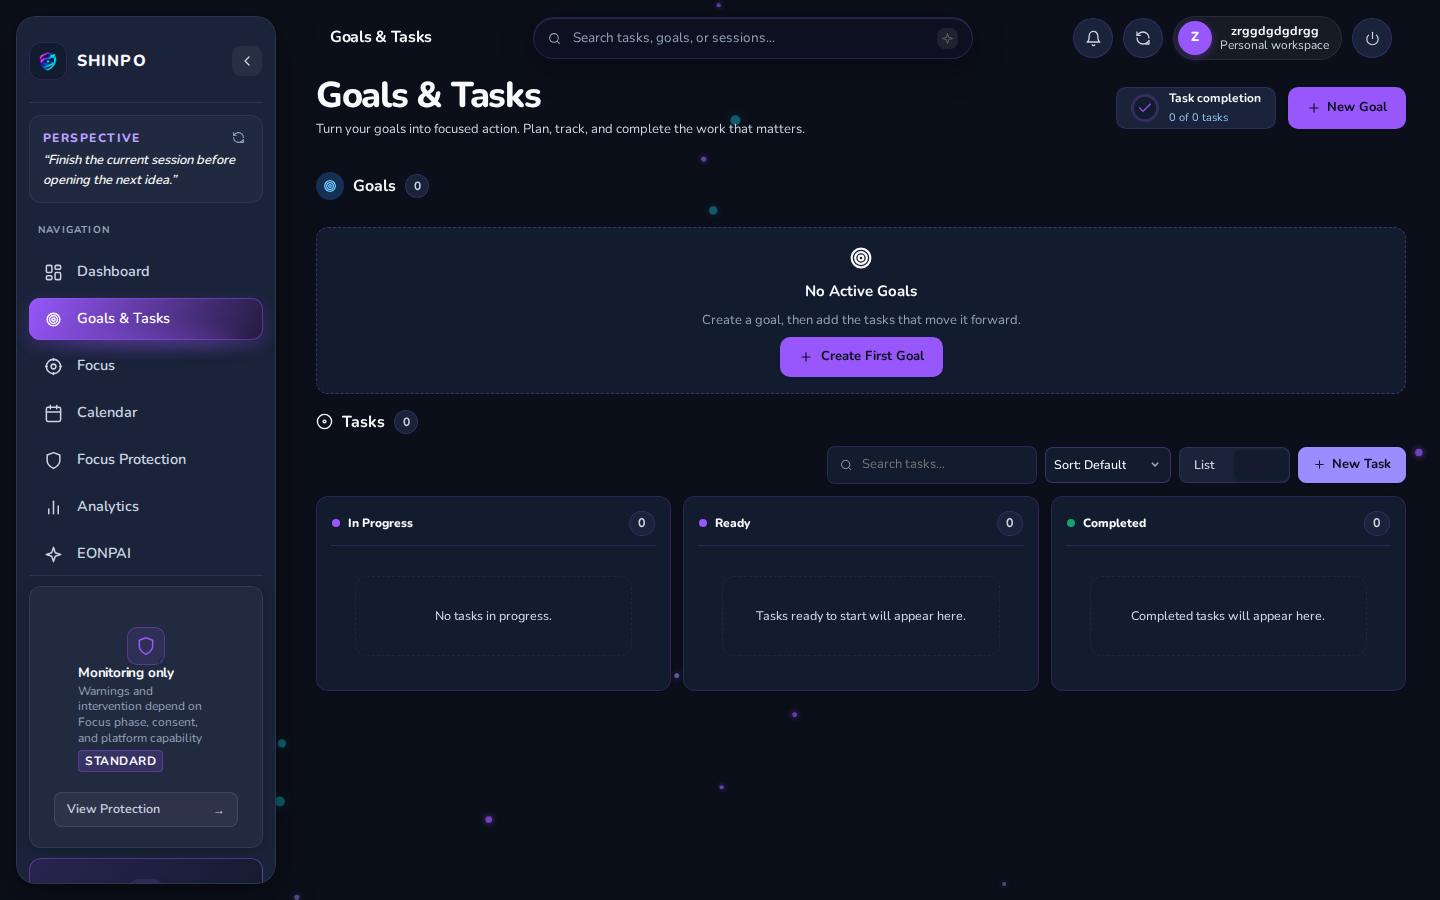 SHINPO
PERSPECTIVE
“Finish the current session before
opening the next idea.”
NAVIGATION
Dashboard
Goals & Tasks
Focus
Calendar
Focus Protection
Analytics
EONPAI
Monitoring only
Warnings and
intervention depend on
Focus phase, consent,
and platform capability
STANDARD
View Protection →
Goals & Tasks
Search tasks, goals, or sessions...
Z
zrggdgdgdrgg
Personal workspace
Goals & Tasks
Turn your goals into focused action. Plan, track, and complete the work that matters.
Task completion
0 of 0 tasks
New Goal
Goals 0
No Active Goals
Create a goal, then add the tasks that move it forward.
Create First Goal
Tasks 0
Search tasks...
Sort: Default
List
New Task
In Progress 0
No tasks in progress.
Ready 0
Tasks ready to start will appear here.
Completed 0
Completed tasks will appear here.